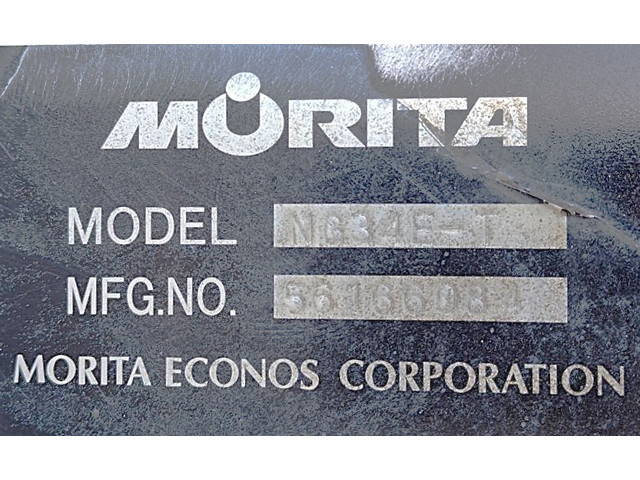 MORITA
MODEL
MFG.NO.
MORITA ECONOS CORPORATION